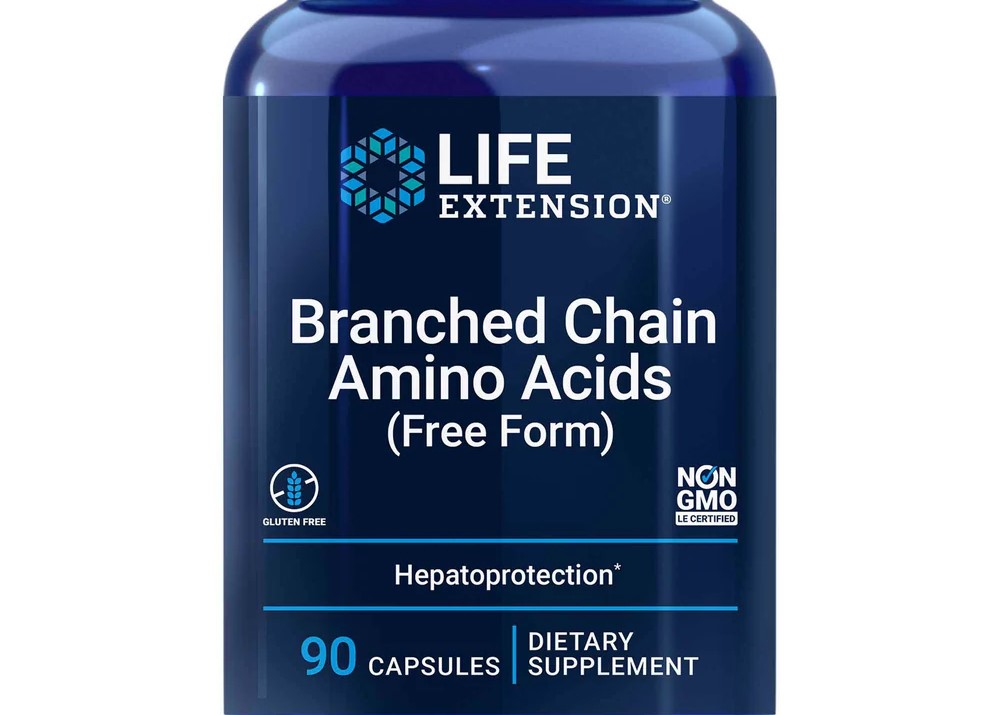 LIFE
EXTENSION®
Branched Chain
Amino Acids
(Free Form)
GLUTEN FREE
NON
GMO
LE CERTIFIED
Hepatoprotection*
90 CAPSULES
DIETARY
SUPPLEMENT